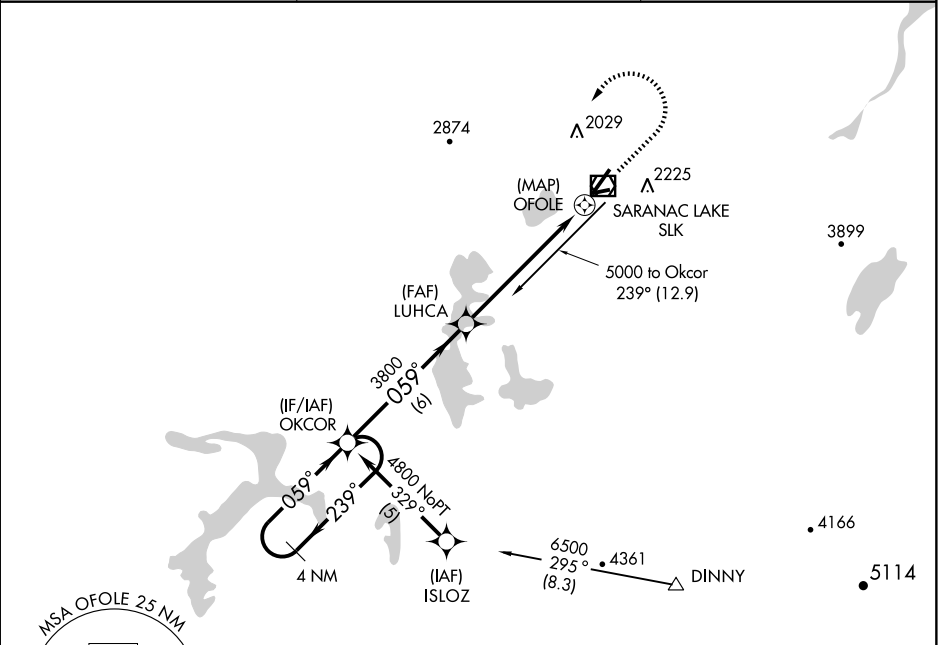 2874
2029
2225
(MAP)
OFOLE
SARANAC LAKE
SLK
3899
5000 to Okcor
239° (12.9)
(FAF)
LUHCA
3800
059°
(6)
(IF/IAF)
OKCOR
4800 NoPT
329°
(5)
059°
239°
4 NM
(IAF)
ISLOZ
6500
295°
(8.3)
4361
DINNY
4166
5114
MSA OFOLE 25 NM